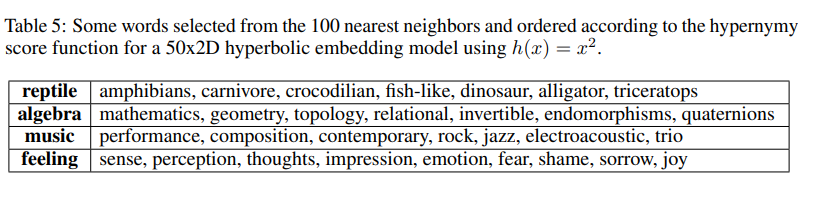 Table 5: Some words selected from the 100 nearest neighbors and ordered according to the hypernymy
score function for a 50x2D hyperbolic embedding model using h(x) = x².
reptile amphibians, carnivore, crocodilian, fish-like, dinosaur, alligator, triceratops
algebra mathematics, geometry, topology, relational, invertible, endomorphisms, quaternions
music performance, composition, contemporary, rock, jazz, electroacoustic, trio
feeling sense, perception, thoughts, impression, emotion, fear, shame, sorrow, joy